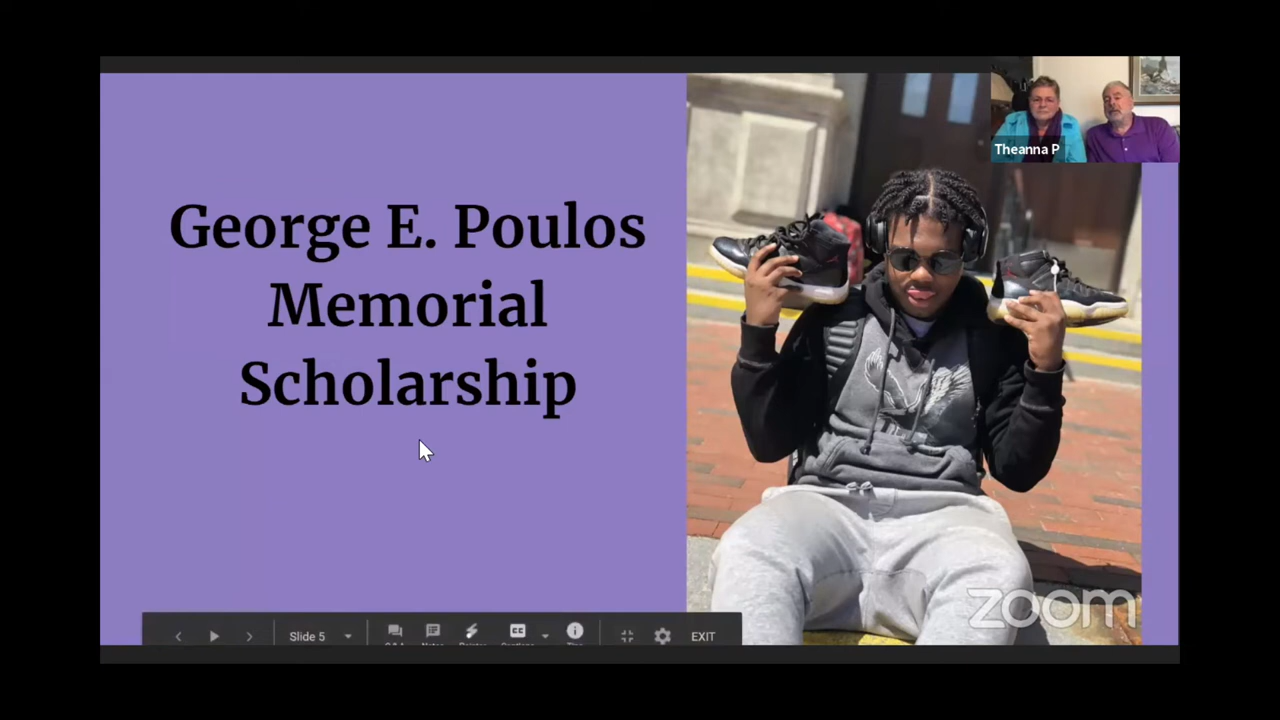 Theanna P
George E. Poulos
Memorial
Scholarship
zoom
Slide 5
EXIT